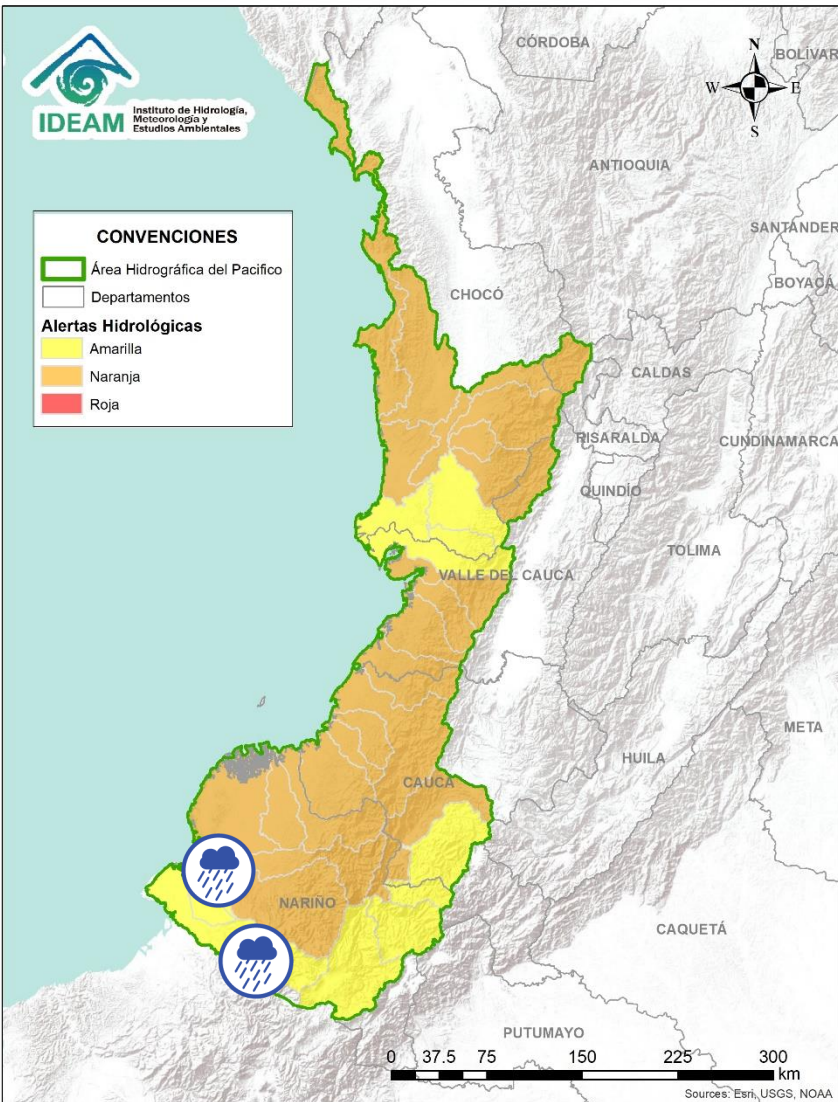 IDEAM
Instituto de Hidrología,
Meteorología y
Estudios Ambientales
N
W
E
S
CÓRDOBA
BOLÍVAR
ANTIOQUIA
SANTANDER
BOYACÁ
CHOCÓ
CONVENCIONES
Área Hidrográfica del Pacifico
Departamentos
Alertas Hidrológicas
Amarilla
Naranja
Roja
CALDAS
RISARALDA
CUNDINAMARCA
QUINDÍO
TOLIMA
VALLE DEL CAUCA
META
HUILA
CAUCA
NARIÑO
CAQUETÁ
PUTUMAYO
0 37.5 75 150 225 300
km
Sources: Esri, USGS, NOAA